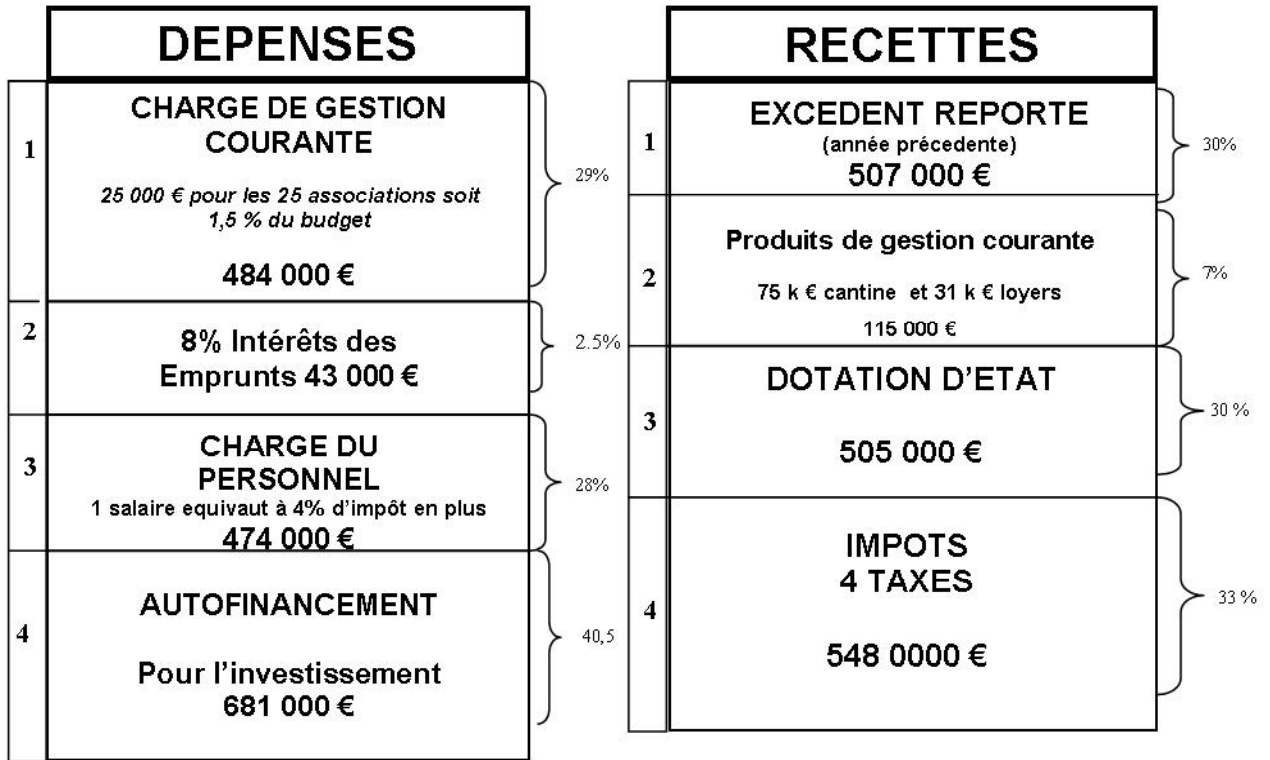 DEPENSES
1
CHARGE DE GESTION
COURANTE
25 000 € pour les 25 associations soit
1,5 % du budget
484 000 €
29%
2
8% Intérêts des
Emprunts 43 000 €
2.5%
3
CHARGE DU
PERSONNEL
1 salaire equivaut à 4% d'impôt en plus
474 000 €
28%
4
AUTOFINANCEMENT
Pour l'investissement
681 000 €
40,5
RECETTES
1
EXCEDENT REPORTE
(année précedente)
507 000 €
30%
2
Produits de gestion courante
75 k € cantine et 31 k € loyers
115 000 €
7%
3
DOTATION D'ETAT
505 000 €
30 %
4
IMPOTS
4 TAXES
548 0000 €
33 %